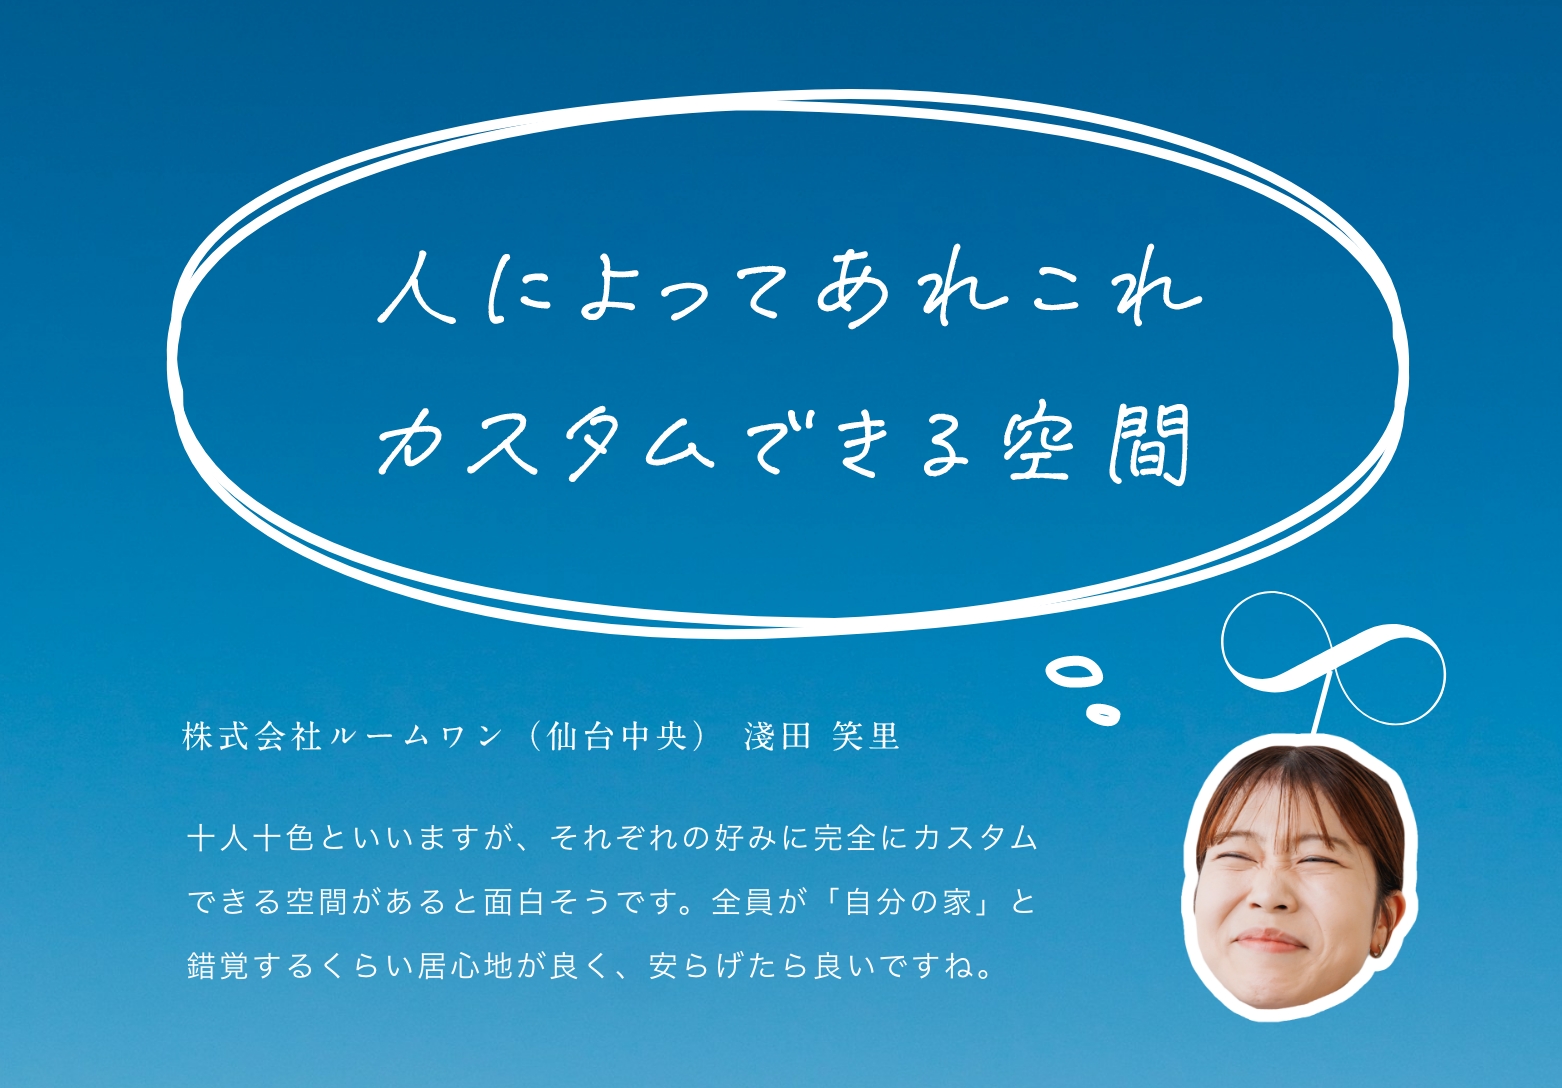 人によってあれこれ
カスタムできる空間
株式会社ルームワン（仙台中央） 淺田 笑里
十人十色といいますが、それぞれの好みに完全にカスタム
できる空間があると面白そうです。全員が「自分の家」と
錯覚するくらい居心地が良く、安らげたら良いですね。